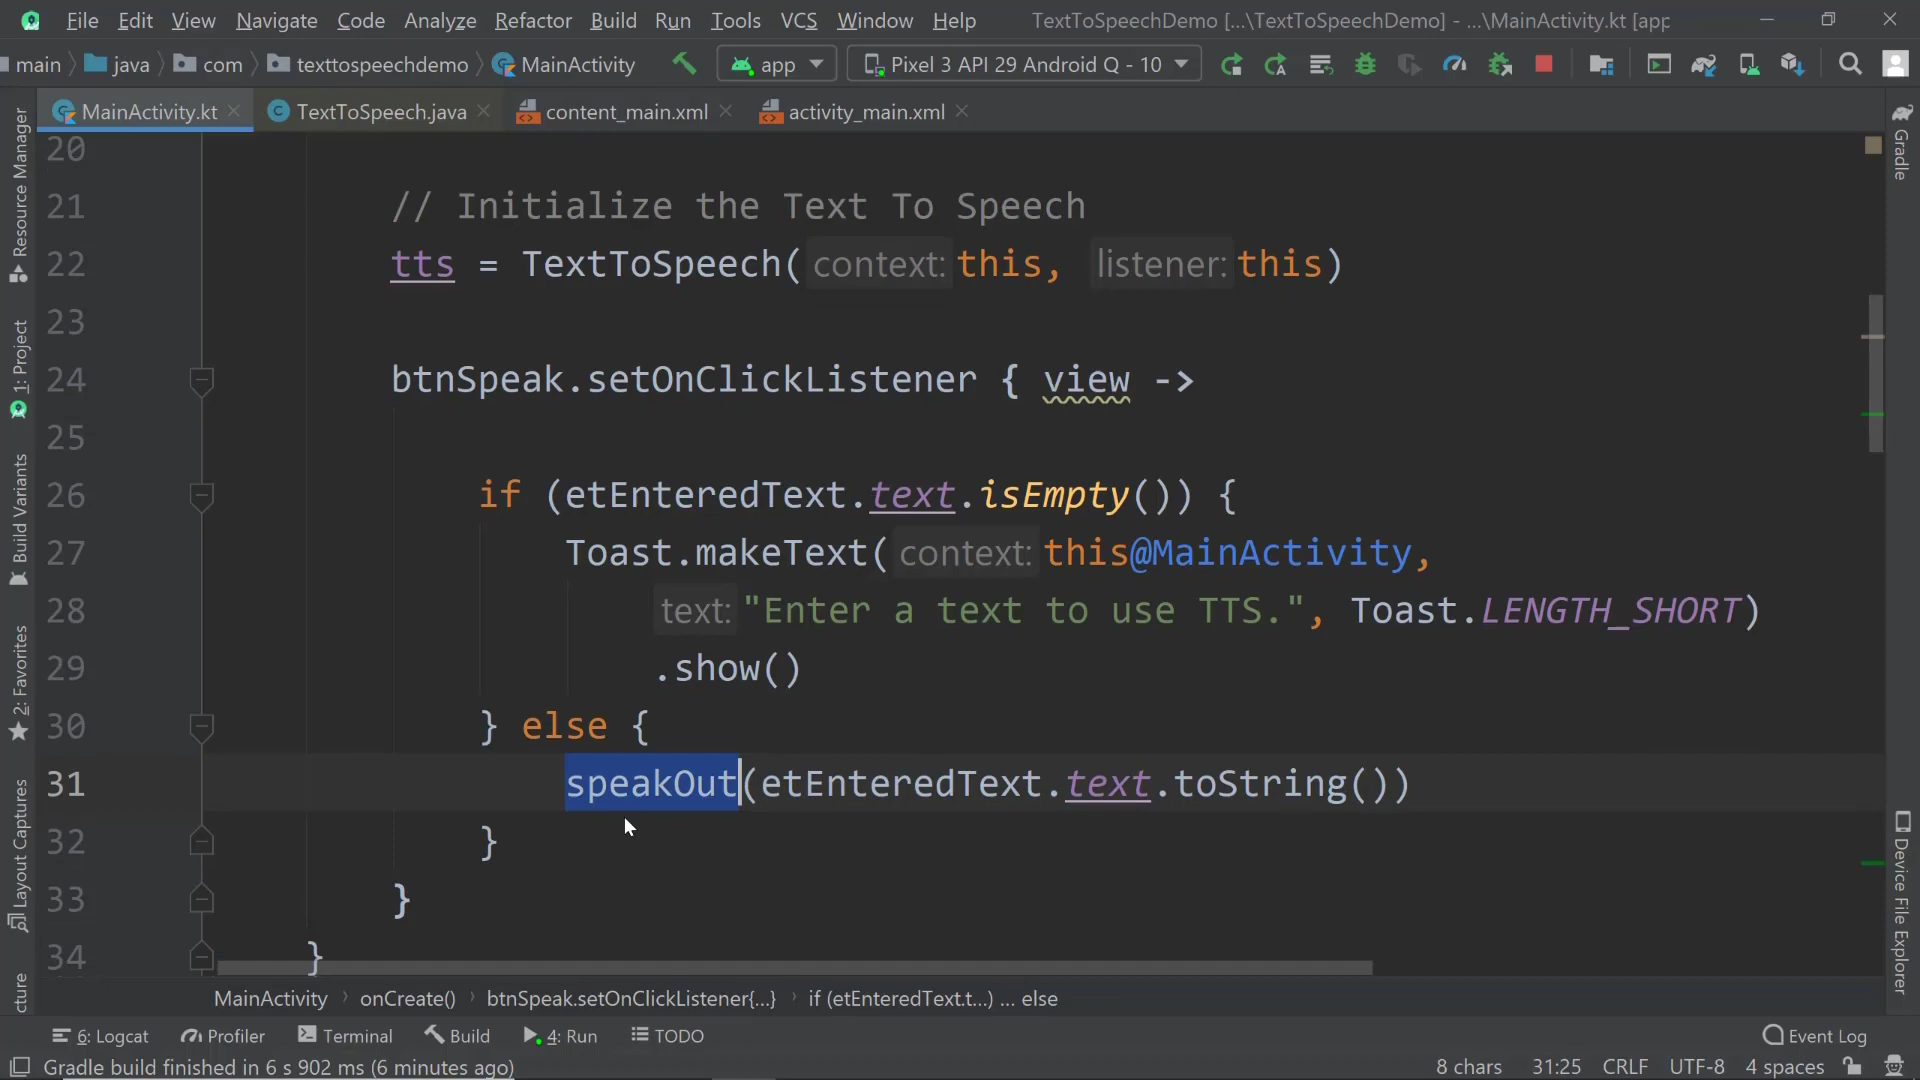 File Edit View Navigate Code Analyze Refactor Build Run Tools VCS Window Help TextToSpeechDemo [...\TextToSpeechDemo] - ...\MainActivity.kt [app
main java com texttospeechdemo MainActivity app Pixel 3 API 29 Android Q - 10
MainActivity.kt TextToSpeech.java content_main.xml activity_main.xml
20
21 // Initialize the Text To Speech
22 tts = TextToSpeech( context: this, listener: this)
23
24 btnSpeak.setOnClickListener { view ->
25
26 if (etEnteredText.text.isEmpty()) {
27 Toast.makeText( context: this@MainActivity,
28 text: "Enter a text to use TTS.", Toast.LENGTH_SHORT)
29 .show()
30 } else {
31 speakOut(etEnteredText.text.toString())
32 }
33 }
34 }
MainActivity onCreate() btnSpeak.setOnClickListener{...} if (etEnteredText.t...) ... else
6: Logcat Profiler Terminal Build 4: Run TODO Event Log
Gradle build finished in 6 s 902 ms (6 minutes ago) 8 chars 31:25 CRLF UTF-8 4 spaces
Resource Manager
1: Project
Build Variants
2: Favorites
Layout Captures
cture
Gradle
Device File Explorer